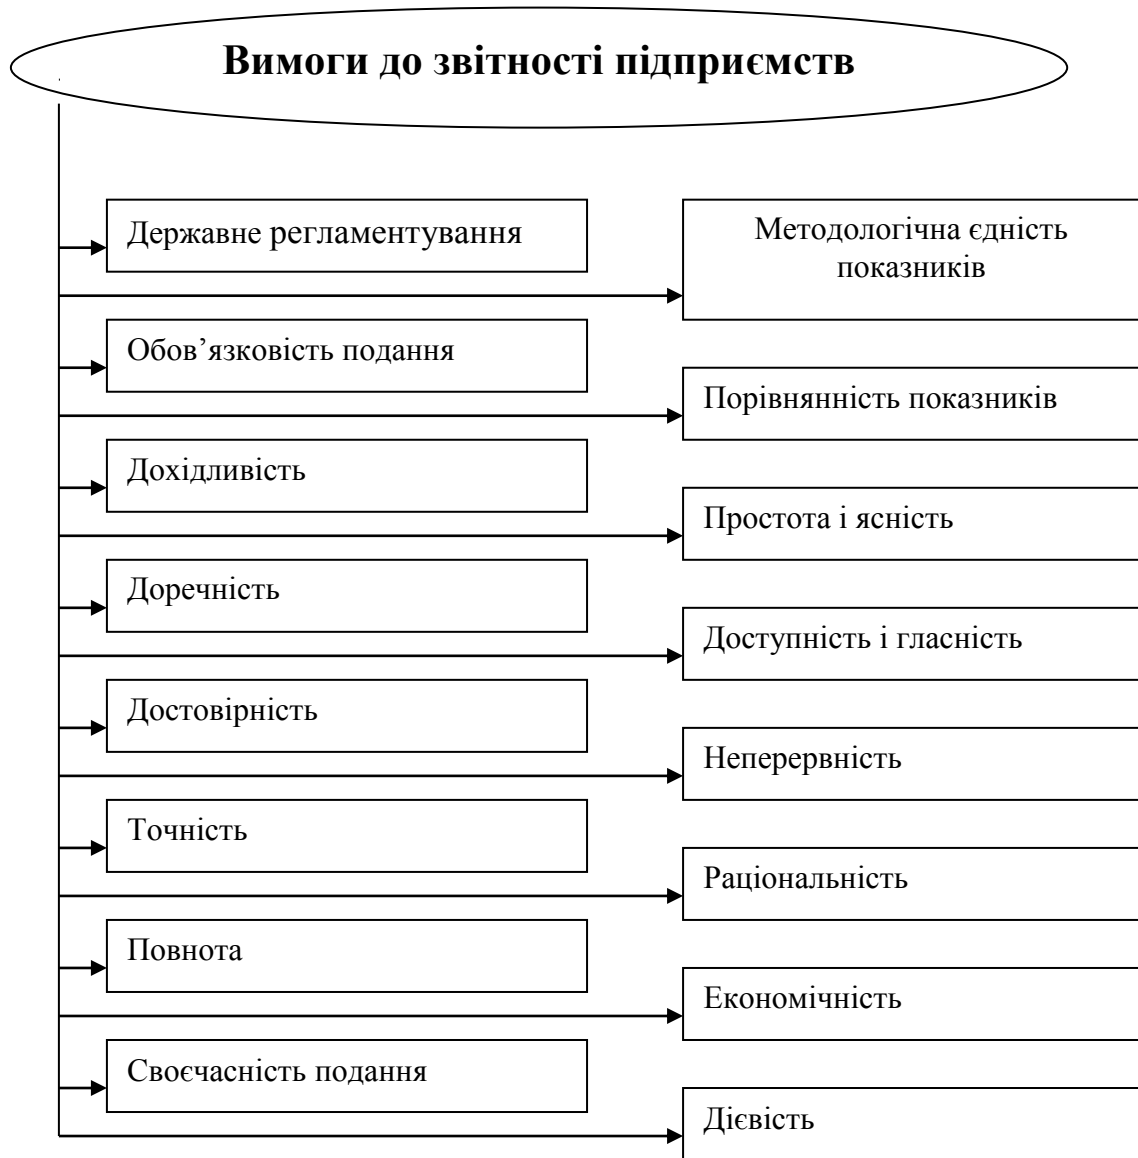 Вимоги до звітності підприємств
Державне регламентування
Методологічна єдність
показників
Обов’язковість подання
Порівнянність показників
Дохідливість
Простота і ясність
Доречність
Доступність і гласність
Достовірність
Неперервність
Точність
Раціональність
Повнота
Економічність
Своєчасність подання
Дієвість